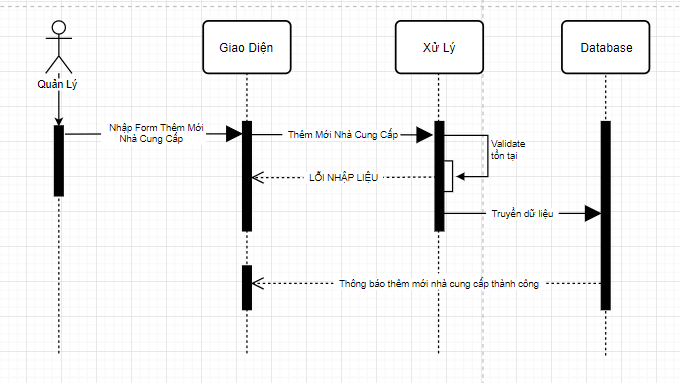 Quản Lý
Giao Diện
Xử Lý
Database
Nhập Form Thêm Mới
Nhà Cung Cấp
Thêm Mới Nhà Cung Cấp
Validate
tồn tại
LỖI NHẬP LIỆU
Truyền dữ liệu
Thông báo thêm mới nhà cung cấp thành công